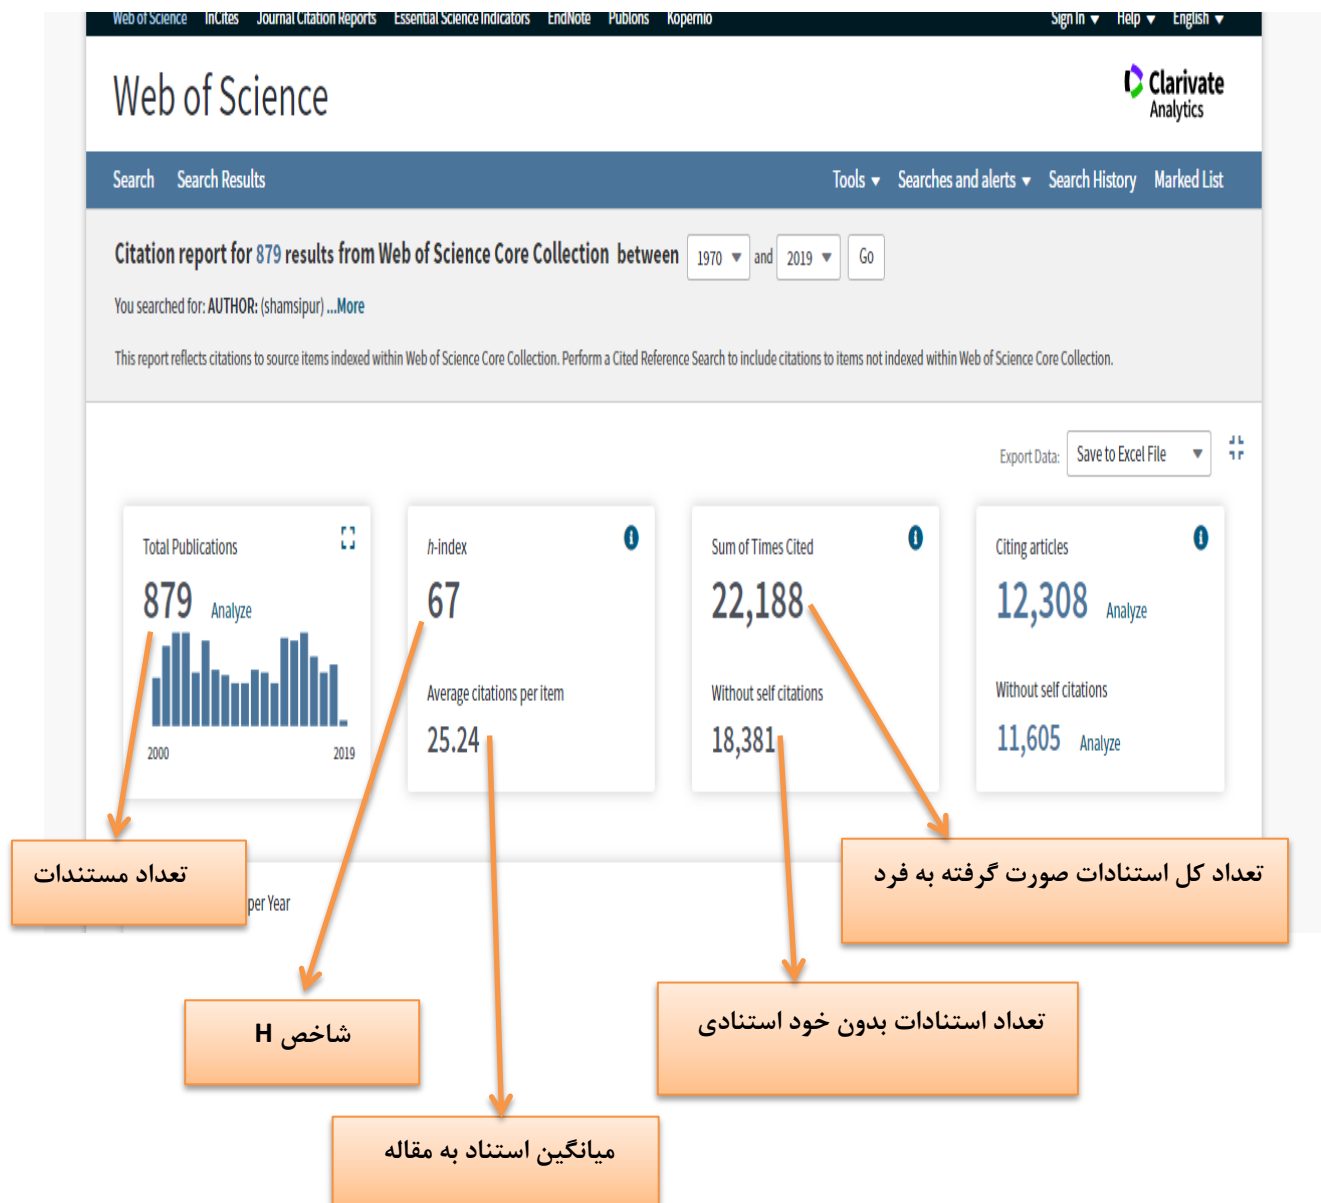 Web of Science InCites Journal Citation Reports Essential Science Indicators EndNote Publons Kopernio Sign In Help English
Web of Science
Clarivate
Analytics
Search Search Results Tools Searches and alerts Search History Marked List
Citation report for 879 results from Web of Science Core Collection between 1970 and 2019 Go
You searched for: AUTHOR: (shamsipur) ...More
This report reflects citations to source items indexed within Web of Science Core Collection. Perform a Cited Reference Search to include citations to items not indexed within Web of Science Core Collection.
Export Data: Save to Excel File
Total Publications
879 Analyze
2000 2019
h-index
67
Average citations per item
25.24
Sum of Times Cited
22,188
Without self citations
18,381
Citing articles
12,308 Analyze
Without self citations
11,605 Analyze
تعداد کل استنادات صورت گرفته به فرد
تعداد مستندات
per Year
تعداد استنادات بدون خود استنادی
شاخص H
میانگین استناد به مقاله